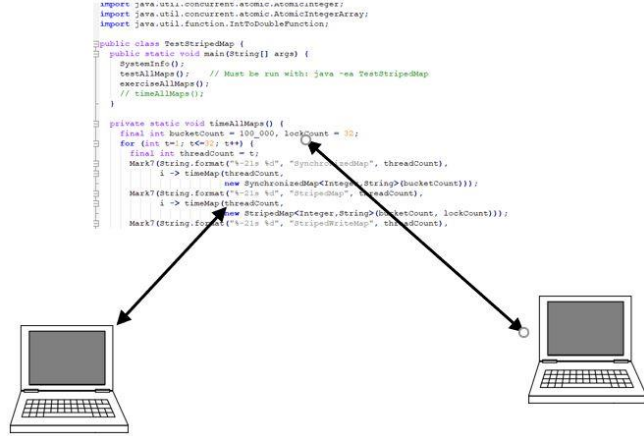 import java.util.concurrent.atomic.AtomicInteger;
import java.util.concurrent.atomic.AtomicIntegerArray;
import java.util.function.IntToDoubleFunction;
public class TestStripedMap {
public static void main(String[] args) {
SystemInfo();
testAllMaps();    // Must be run with: java -ea TestStripedMap
exerciseAllMaps();
// timeAllMaps();
}
private static void timeAllMaps() {
final int bucketCount = 100_000, lockCount = 32;
for (int t=1; t<=32; t++) {
final int threadCount = t;
Mark7(String.format("%-21s %d", "SynchronizedMap", threadCount),
i -> timeMap(threadCount,
new SynchronizedMap<Integer,String>(bucketCount)));
Mark7(String.format("%-21s %d", "StripedMap", threadCount),
i -> timeMap(threadCount,
new StripedMap<Integer,String>(bucketCount, lockCount)));
Mark7(String.format("%-21s %d", "StripedWriteMap", threadCount),